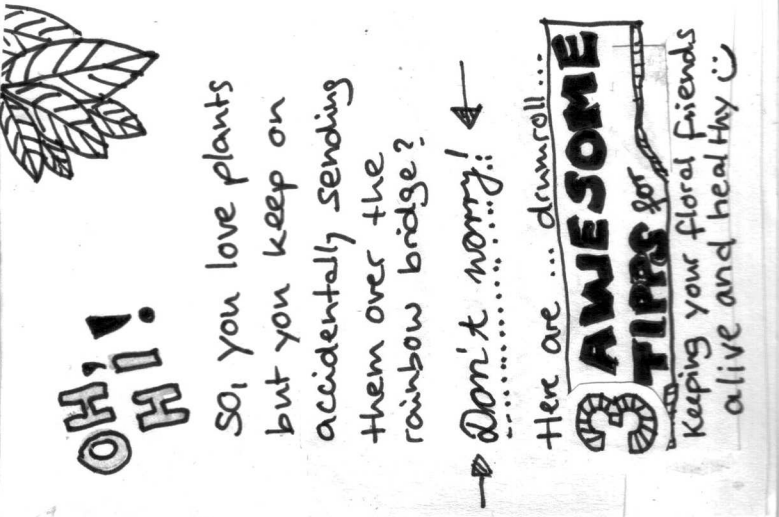 OH,
HI!
So, you love plants
but you keep on
accidentally sending
them over the
rainbow bridge?
Don't worry!
Here are ... drumroll....
3 AWESOME
TIPPS for
keeping your floral friends
alive and healthy :)